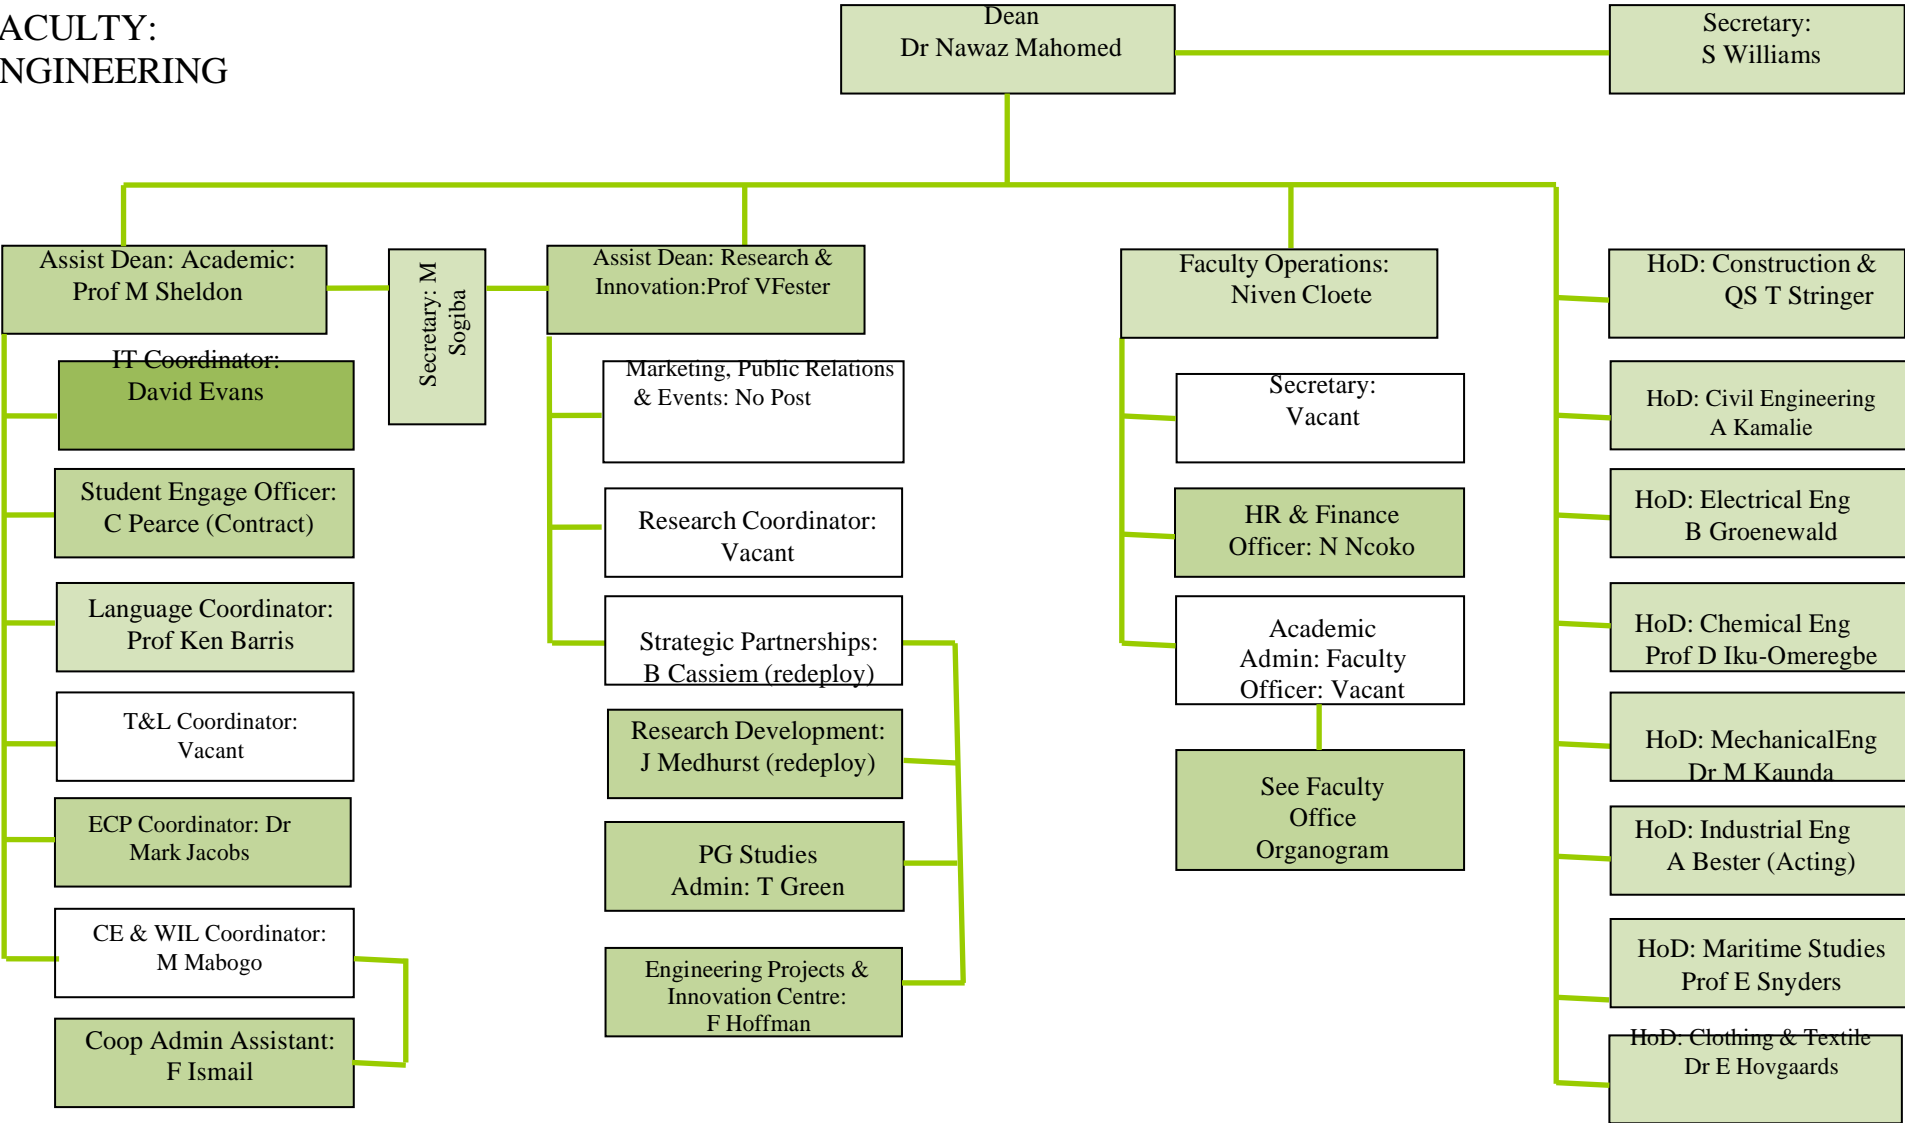 ACULTY:
NGINEERING
Dean
Dr Nawaz Mahomed
Secretary:
S Williams
Assist Dean: Academic:
Prof M Sheldon
Secretary: M
Sogiba
Assist Dean: Research &
Innovation:Prof VFester
Faculty Operations:
Niven Cloete
HoD: Construction &
QS T Stringer
IT Coordinator:
David Evans
Student Engage Officer:
C Pearce (Contract)
Language Coordinator:
Prof Ken Barris
T&L Coordinator:
Vacant
ECP Coordinator: Dr
Mark Jacobs
CE & WIL Coordinator:
M Mabogo
Coop Admin Assistant:
F Ismail
Marketing, Public Relations
& Events: No Post
Research Coordinator:
Vacant
Strategic Partnerships:
B Cassiem (redeploy)
Research Development:
J Medhurst (redeploy)
PG Studies
Admin: T Green
Engineering Projects &
Innovation Centre:
F Hoffman
Secretary:
Vacant
HR & Finance
Officer: N Ncoko
Academic
Admin: Faculty
Officer: Vacant
See Faculty
Office
Organogram
HoD: Civil Engineering
A Kamalie
HoD: Electrical Eng
B Groenewald
HoD: Chemical Eng
Prof D Iku-Omeregbe
HoD: MechanicalEng
Dr M Kaunda
HoD: Industrial Eng
A Bester (Acting)
HoD: Maritime Studies
Prof E Snyders
HoD: Clothing & Textile
Dr E Hovgaards